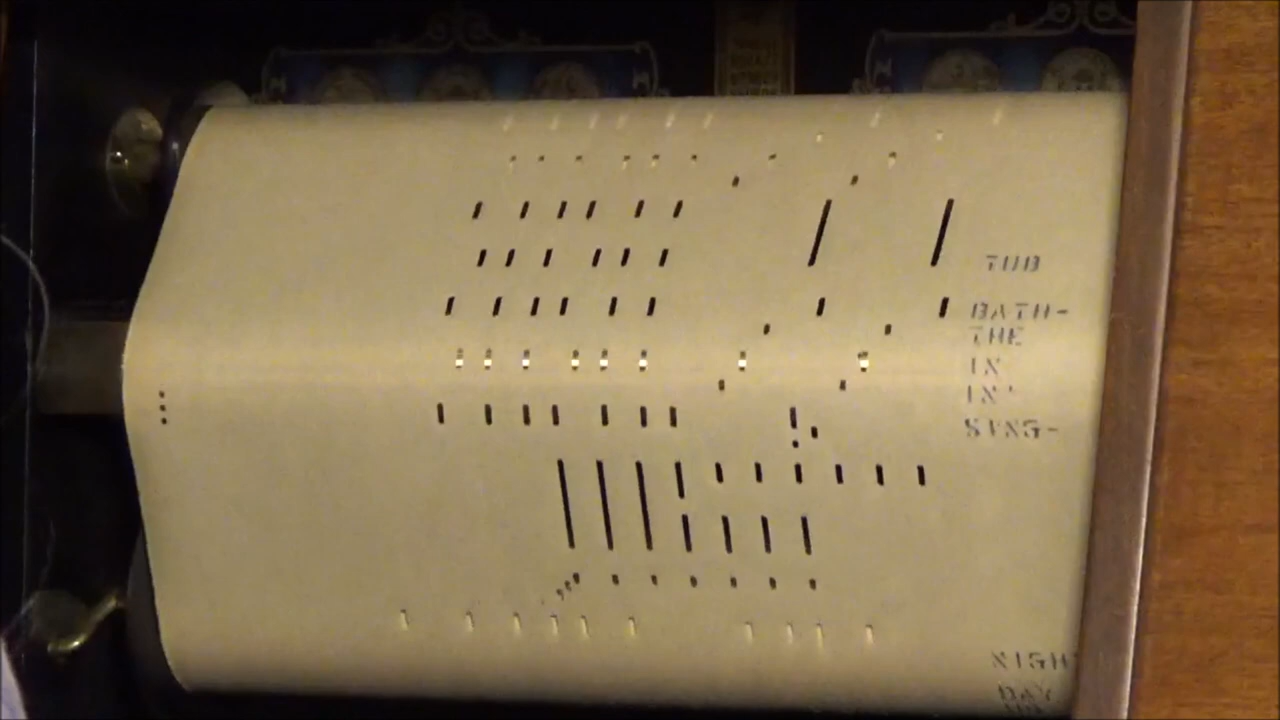 TUB
BATH-
THE
IN
IN'
SING-
NIGH
DAY